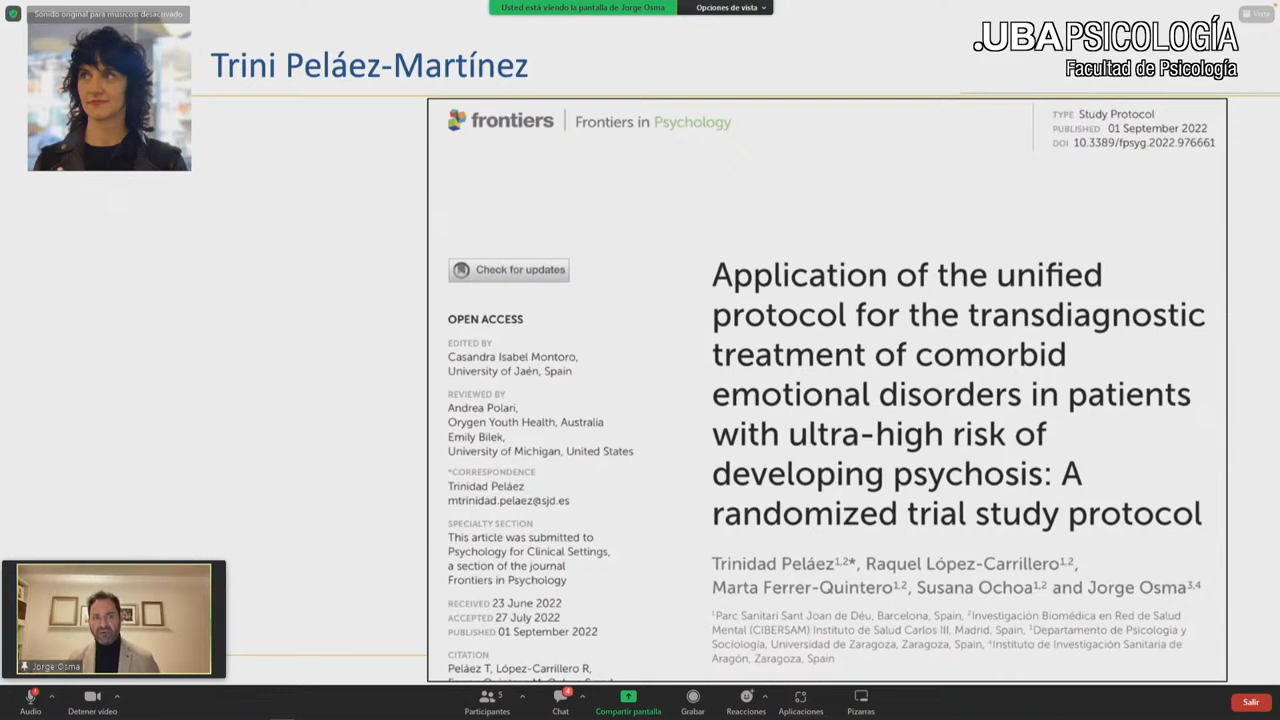 Sonido original para músicos: desactivado
Usted está viendo la pantalla de Jorge Osma
Opciones de vista
Vista
Trini Peláez-Martínez
.UBAPSICOLOGÍA
Facultad de Psicología
frontiers
Frontiers in Psychology
TYPE Study Protocol
PUBLISHED 01 September 2022
DOI 10.3389/fpsyg.2022.976661
Check for updates
OPEN ACCESS
EDITED BY
Casandra Isabel Montoro,
University of Jaén, Spain
REVIEWED BY
Andrea Polari,
Orygen Youth Health, Australia
Emily Bilek,
University of Michigan, United States
*CORRESPONDENCE
Trinidad Peláez
mtrinidad.pelaez@sjd.es
SPECIALTY SECTION
This article was submitted to
Psychology for Clinical Settings,
a section of the journal
Frontiers in Psychology
RECEIVED 23 June 2022
ACCEPTED 27 July 2022
PUBLISHED 01 September 2022
CITATION
Peláez T, López-Carrillero R,
Application of the unified
protocol for the transdiagnostic
treatment of comorbid
emotional disorders in patients
with ultra-high risk of
developing psychosis: A
randomized trial study protocol
Trinidad Peláez1,2*, Raquel López-Carrillero1,2,
Marta Ferrer-Quintero1,2, Susana Ochoa1,2 and Jorge Osma3,4
1Parc Sanitari Sant Joan de Déu, Barcelona, Spain, 2Investigación Biomédica en Red de Salud
Mental (CIBERSAM) Instituto de Salud Carlos III, Madrid, Spain, 3Departamento de Psicología y
Sociología, Universidad de Zaragoza, Zaragoza, Spain, 4Instituto de Investigación Sanitaria de
Aragón, Zaragoza, Spain
Jorge Osma
Audio
Detener video
5
Participantes
4
Chat
Compartir pantalla
Grabar
Reacciones
Aplicaciones
Pizarras
Salir